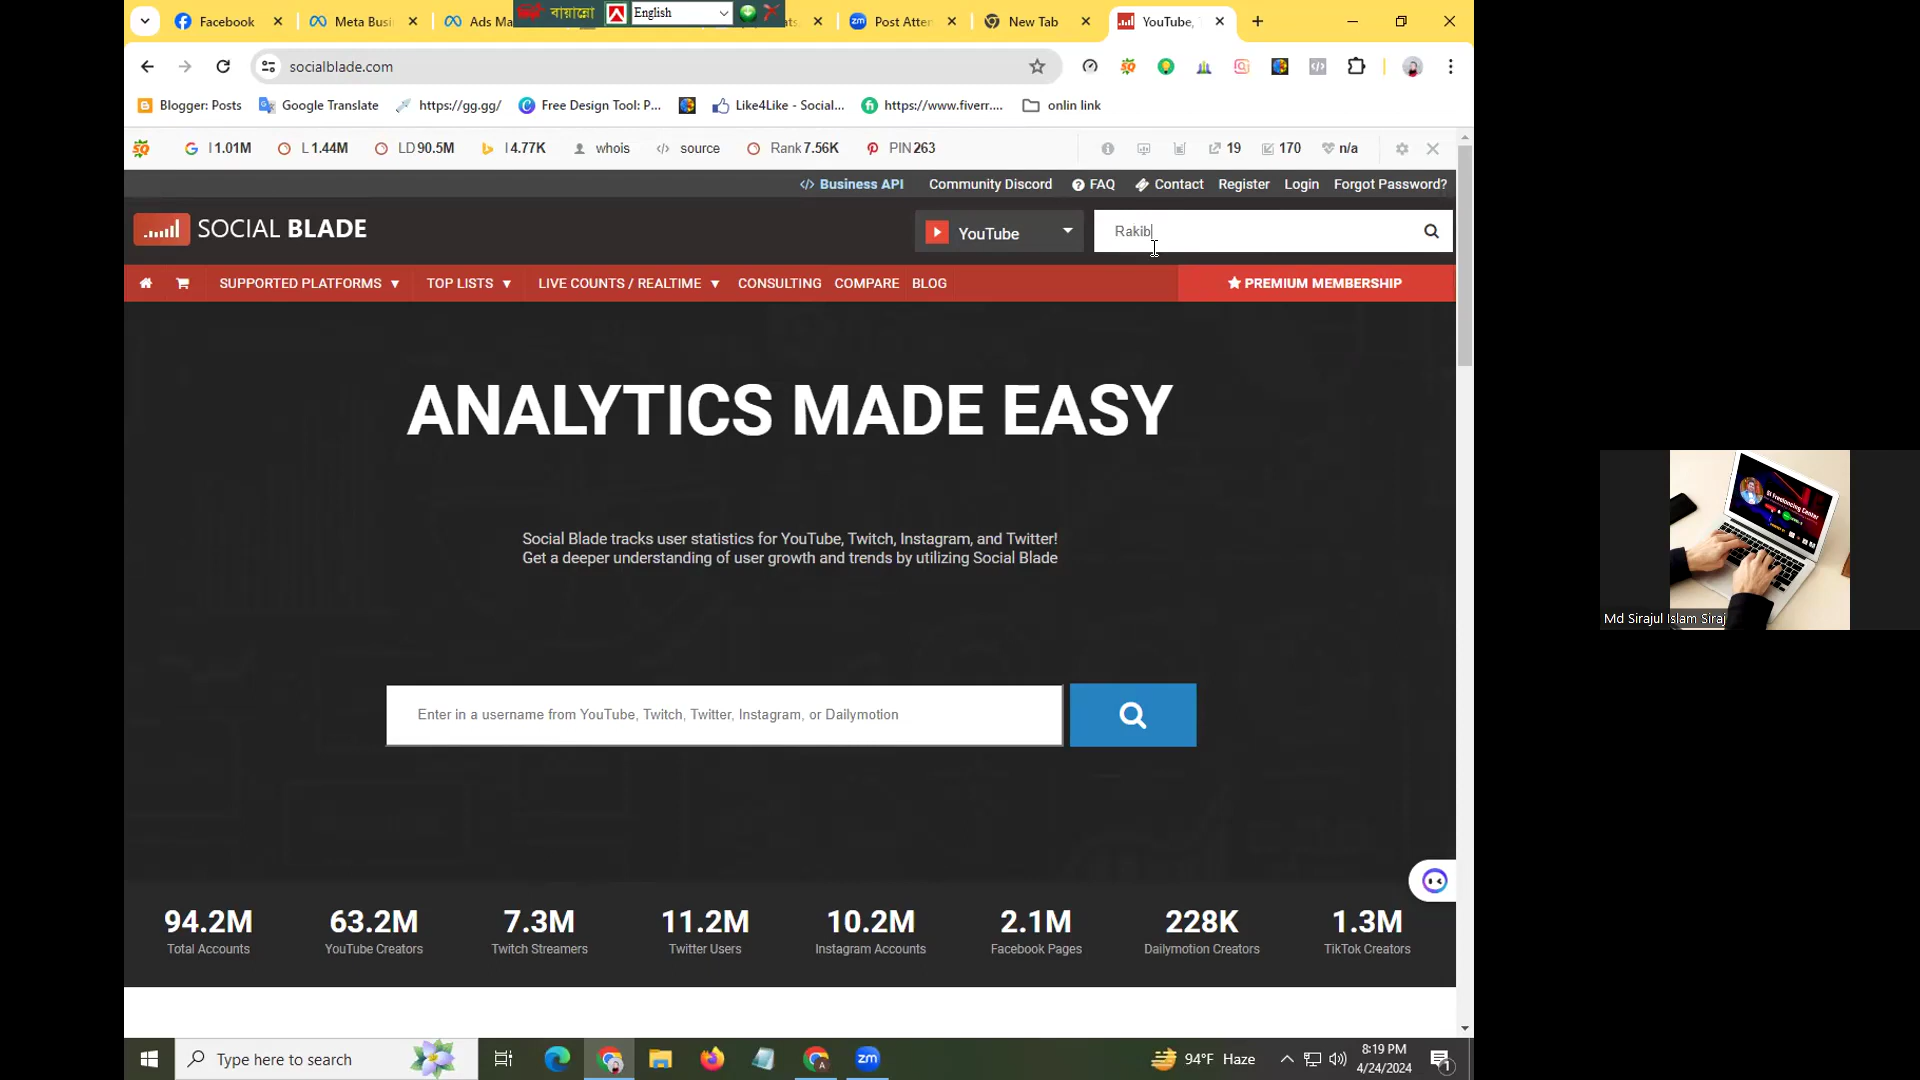 Facebook
Meta Busi
Ads Ma
বায়ান্নো
English
Post Atten
New Tab
YouTube,
socialblade.com
Blogger: Posts
Google Translate
https://gg.gg/
Free Design Tool: P...
Like4Like - Social...
https://www.fiverr....
onlin link
I 1.01M
L 1.44M
LD 90.5M
I 4.77K
whois
source
Rank 7.56K
PIN 263
19
170
n/a
Business API
Community Discord
FAQ
Contact
Register
Login
Forgot Password?
SOCIAL BLADE
YouTube
Rakib
SUPPORTED PLATFORMS
TOP LISTS
LIVE COUNTS / REALTIME
CONSULTING
COMPARE
BLOG
PREMIUM MEMBERSHIP
ANALYTICS MADE EASY
Social Blade tracks user statistics for YouTube, Twitch, Instagram, and Twitter!
Get a deeper understanding of user growth and trends by utilizing Social Blade
Enter in a username from YouTube, Twitch, Twitter, Instagram, or Dailymotion
94.2M
Total Accounts
63.2M
YouTube Creators
7.3M
Twitch Streamers
11.2M
Twitter Users
10.2M
Instagram Accounts
2.1M
Facebook Pages
228K
Dailymotion Creators
1.3M
TikTok Creators
SI Freelancing Center
Md Sirajul Islam Siraj
Type here to search
zm
94°F Haze
8:19 PM
4/24/2024
1